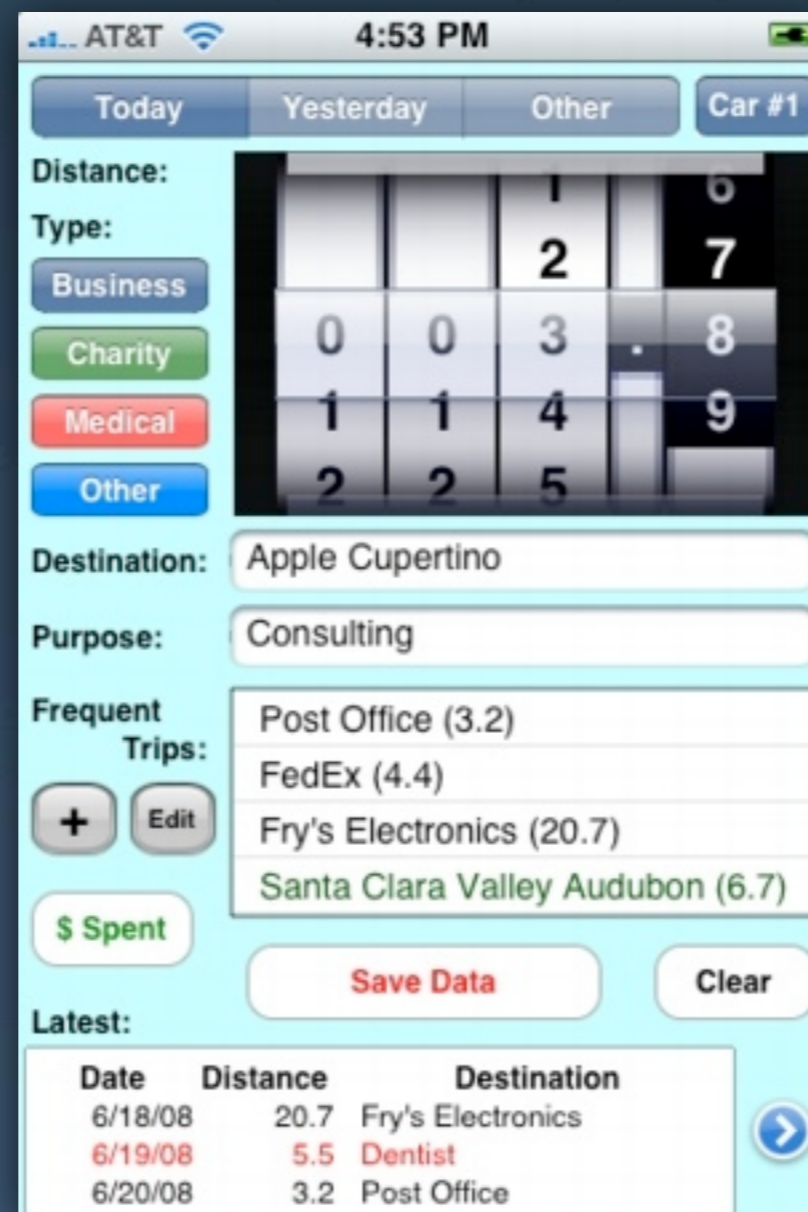 AT&T 4:53 PM
Today Yesterday Other Car #1
Distance:
Type:
Business
Charity
Medical
Other
1 6
2 7
0 0 3 . 8
1 1 4 9
2 2 5
Destination: Apple Cupertino
Purpose: Consulting
Frequent
Trips:
+ Edit
Post Office (3.2)
FedEx (4.4)
Fry's Electronics (20.7)
Santa Clara Valley Audubon (6.7)
$ Spent
Save Data Clear
Latest:
Date Distance Destination
6/18/08 20.7 Fry's Electronics
6/19/08 5.5 Dentist
6/20/08 3.2 Post Office